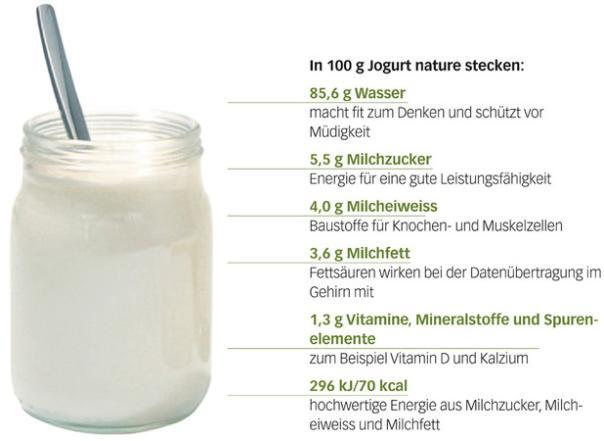 In 100 g Jogurt nature stecken:
85,6 g Wasser
macht fit zum Denken und schützt vor
Müdigkeit
5,5 g Milchzucker
Energie für eine gute Leistungsfähigkeit
4,0 g Milcheiweiss
Baustoffe für Knochen- und Muskelzellen
3,6 g Milchfett
Fettsäuren wirken bei der Datenübertragung im
Gehirn mit
1,3 g Vitamine, Mineralstoffe und Spuren-
elemente
zum Beispiel Vitamin D und Kalzium
296 kJ/70 kcal
hochwertige Energie aus Milchzucker, Milch-
eiweiss und Milchfett